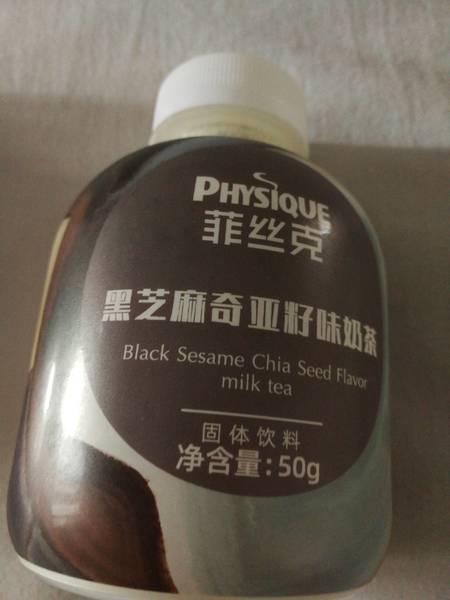 PHYSIQUE
菲丝克
黑芝麻奇亚籽味奶茶
Black Sesame Chia Seed Flavor
milk tea
固体饮料
净含量:50g